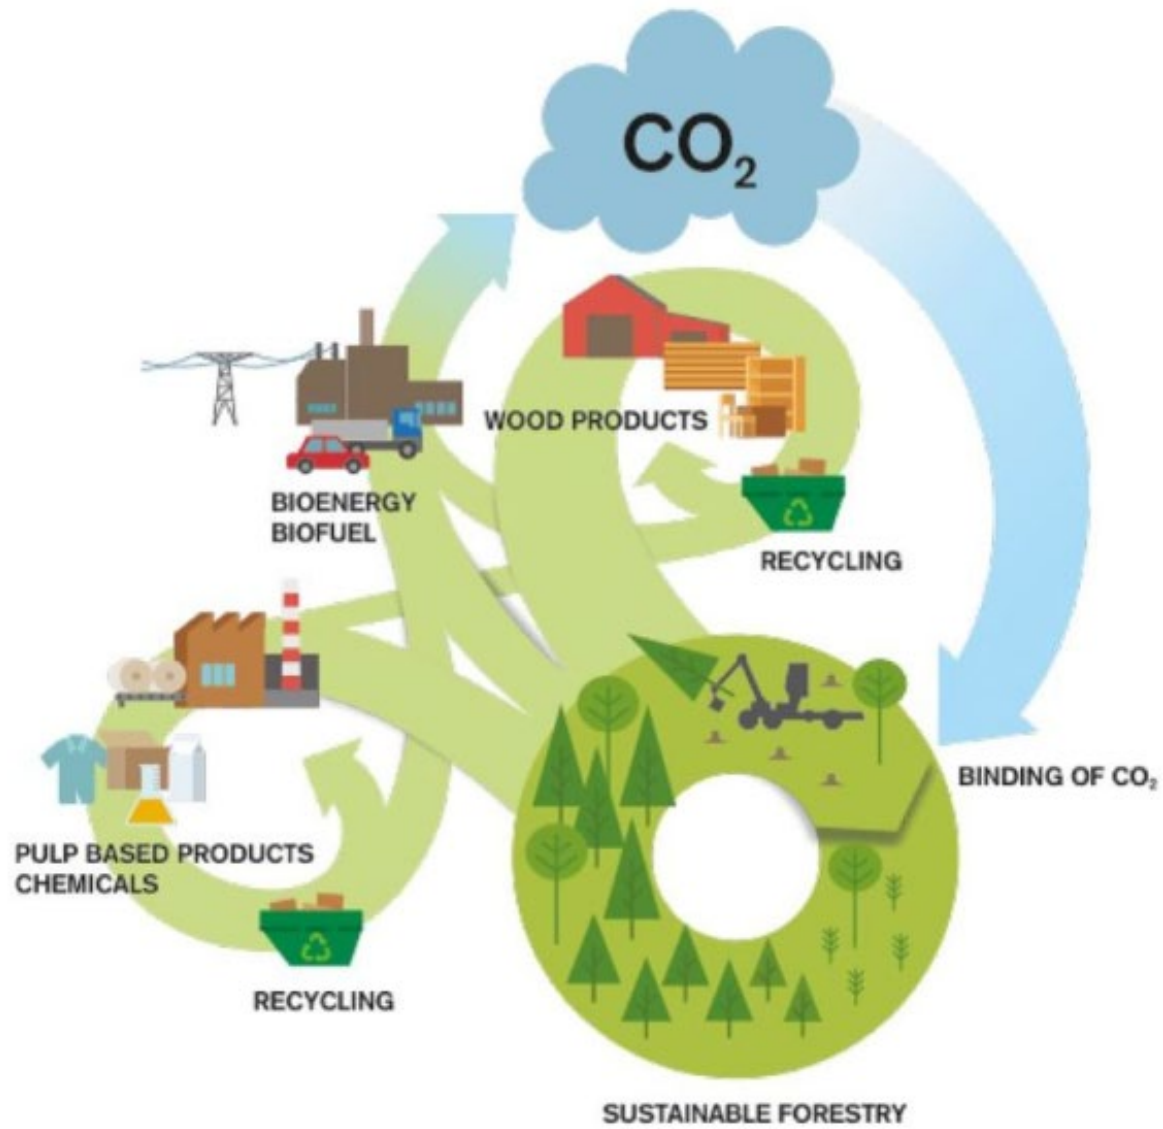 CO₂
WOOD PRODUCTS
BIOENERGY
BIOFUEL
RECYCLING
BINDING OF CO₂
PULP BASED PRODUCTS
CHEMICALS
RECYCLING
SUSTAINABLE FORESTRY